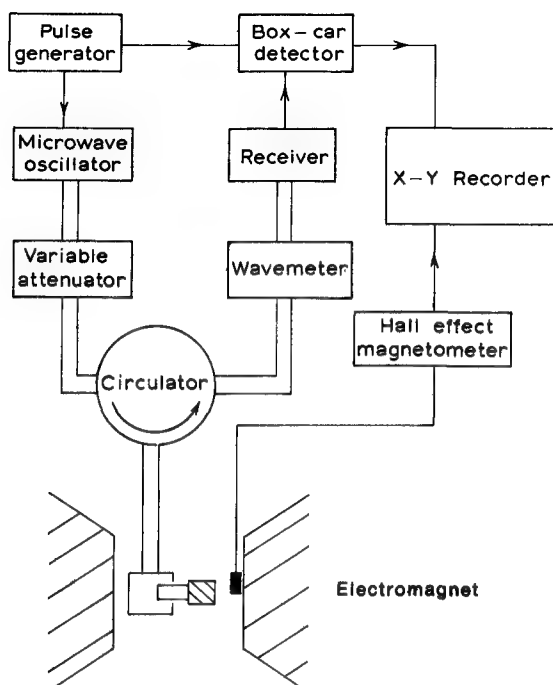 Pulse
generator
Box-car
detector
Microwave
oscillator
Receiver
X-Y Recorder
Variable
attenuator
Wavemeter
Hall effect
magnetometer
Circulator
Electromagnet